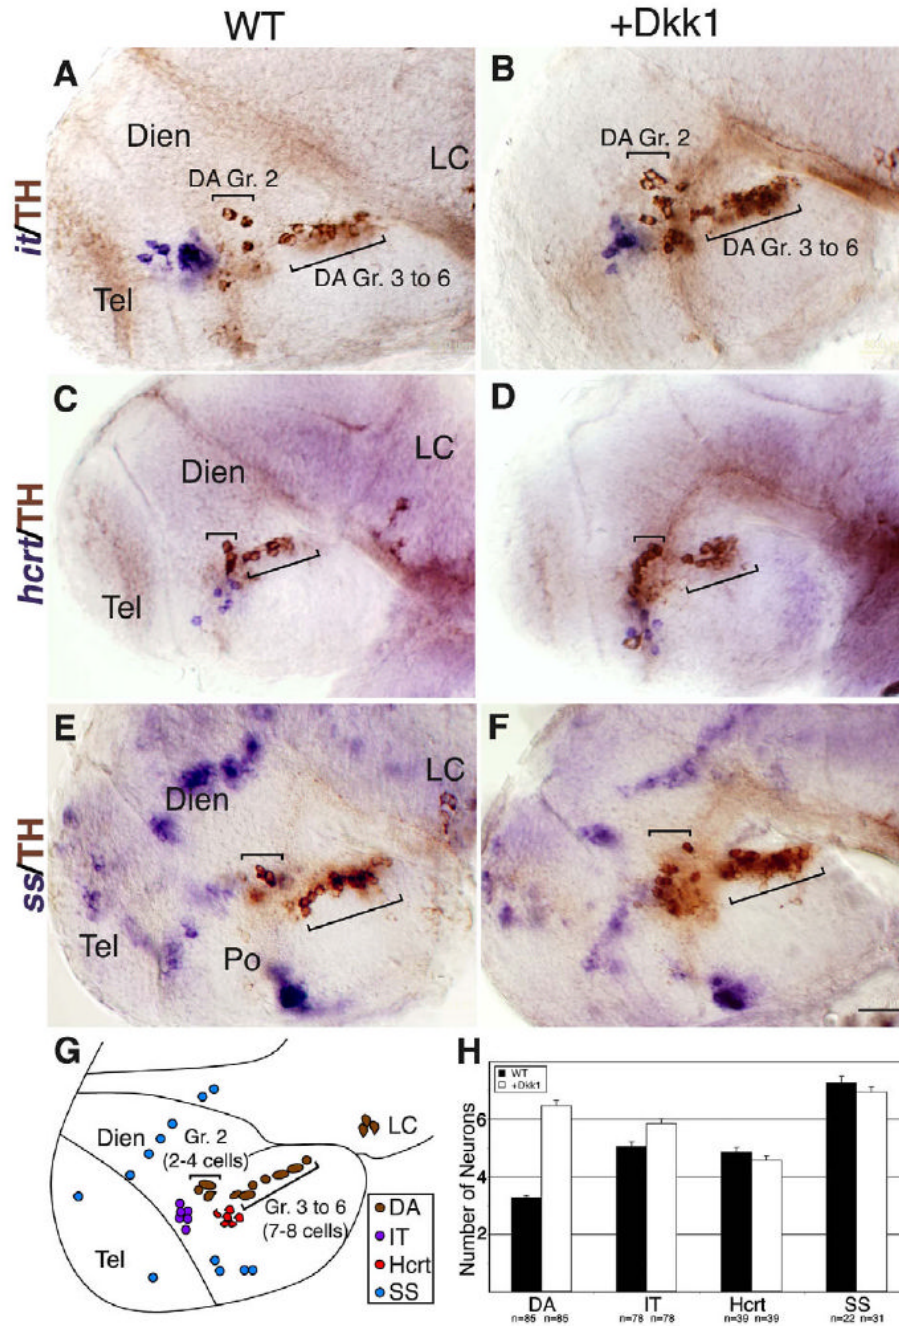 WT
+Dkk1
A
Dien
DA Gr. 2
LC
DA Gr. 3 to 6
Tel
it/TH
B
DA Gr. 2
DA Gr. 3 to 6
C
Dien
LC
Tel
hcrt/TH
D
E
Dien
LC
Tel
Po
ss/TH
F
G
Dien
Gr. 2
(2-4 cells)
LC
Gr. 3 to 6
(7-8 cells)
Tel
DA
IT
Hcrt
SS
H
WT
+Dkk1
Number of Neurons
6
4
2
DA
IT
Hcrt
SS
n=85 n=85
n=78 n=78
n=39 n=39
n=22 n=31